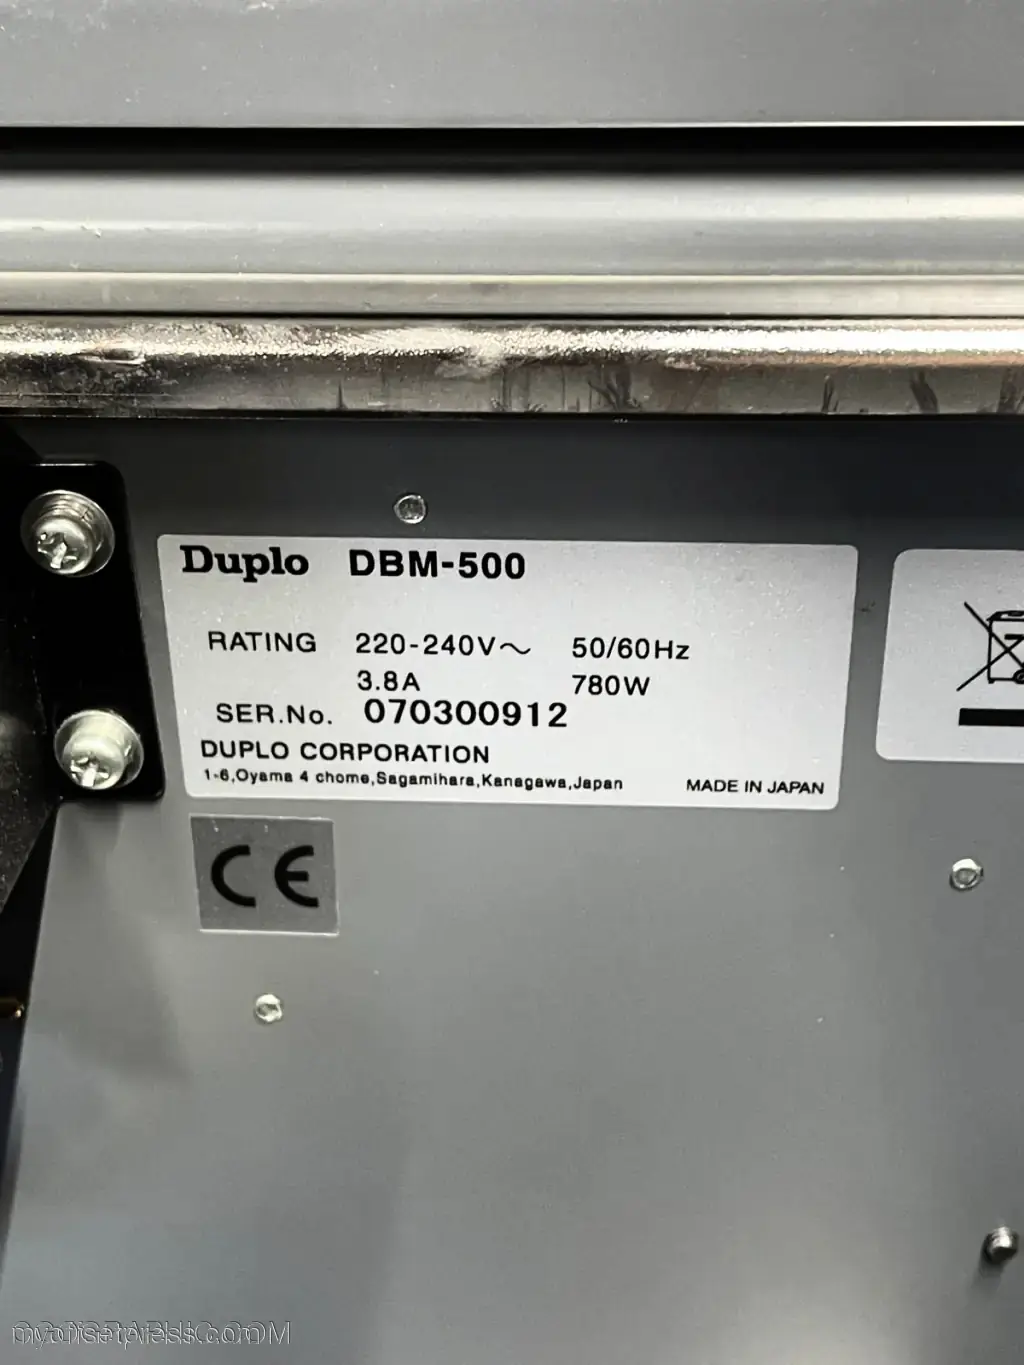 Duplo DBM-500
RATING 220-240V～ 50/60Hz
3.8A 780W
SER.No. 070300912
DUPLO CORPORATION
1-6,Oyama 4 chome,Sagamihara,Kanagawa,Japan MADE IN JAPAN
CE